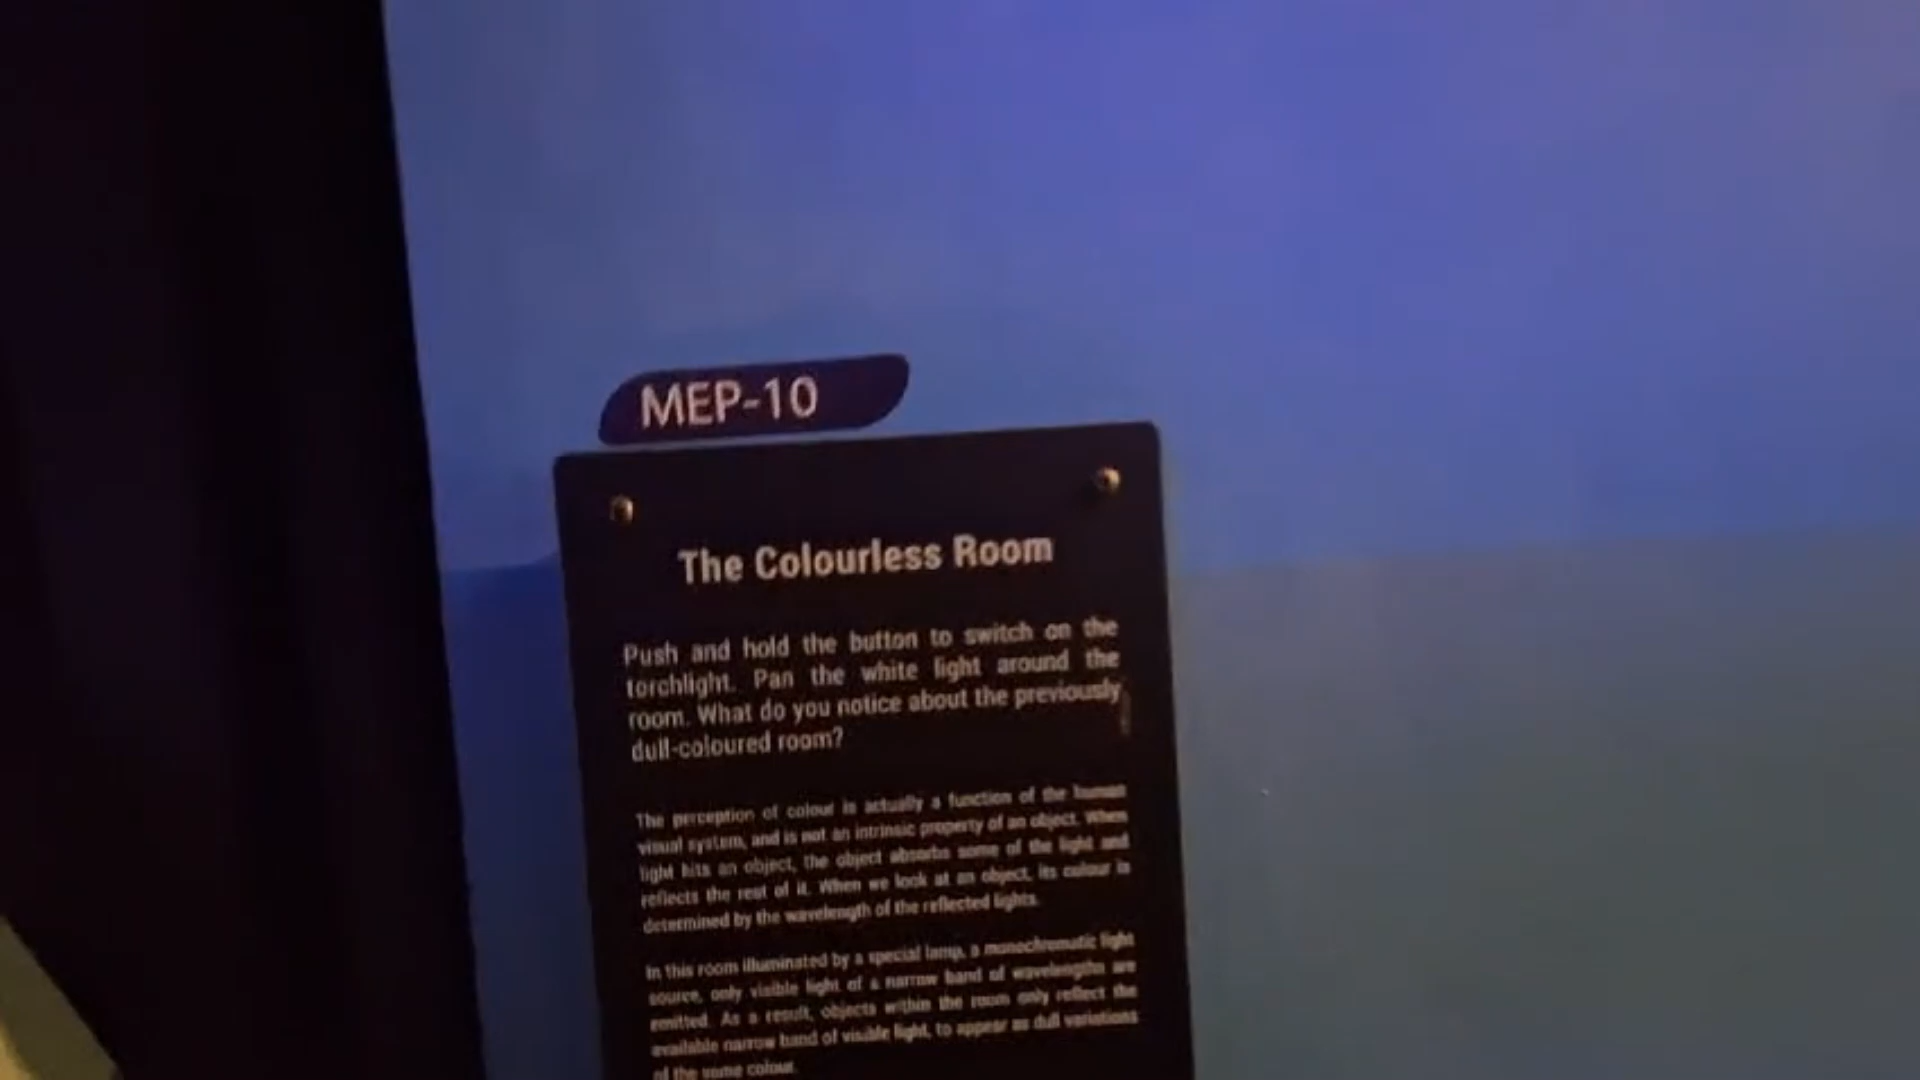 MEP-10
The Colourless Room
Push and hold the button to switch on the
torchlight. Pan the white light around the
room. What do you notice about the previously
dull-coloured room?
The perception of colour is actually a function of the human
visual system, and is not an intrinsic property of an object. When
light hits an object, the object absorbs some of the light and
reflects the rest of it. When we look at an object, its colour is
determined by the wavelength of the reflected lights.
In this room illuminated by a special lamp, a monochromatic light
source, only visible light of a narrow band of wavelengths are
emitted. As a result, objects within the room only reflect the
available narrow band of visible light, to appear as dull variations
of the same colour.